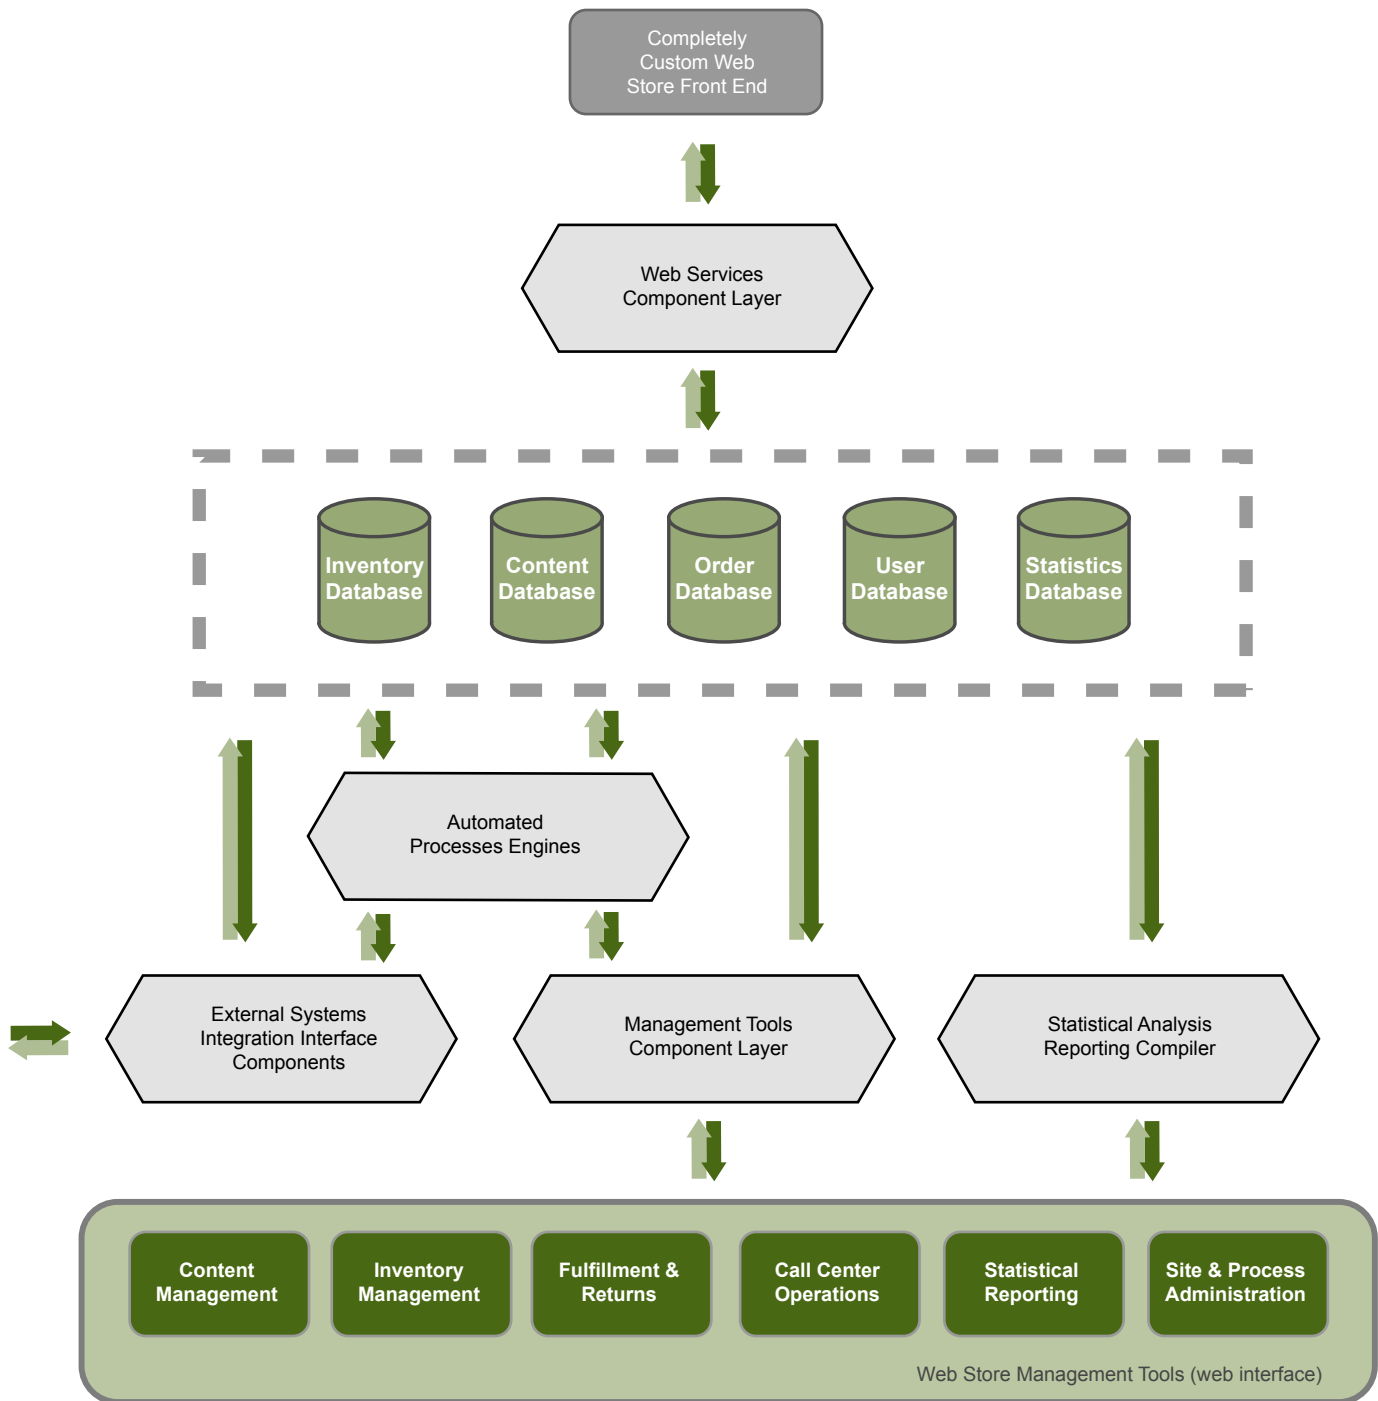 Completely
Custom Web
Store Front End
Web Services
Component Layer
Inventory
Database
Content
Database
Order
Database
User
Database
Statistics
Database
Automated
Processes Engines
External Systems
Integration Interface
Components
Management Tools
Component Layer
Statistical Analysis
Reporting Compiler
Content
Management
Inventory
Management
Fulfillment &
Returns
Call Center
Operations
Statistical
Reporting
Site & Process
Administration
Web Store Management Tools (web interface)